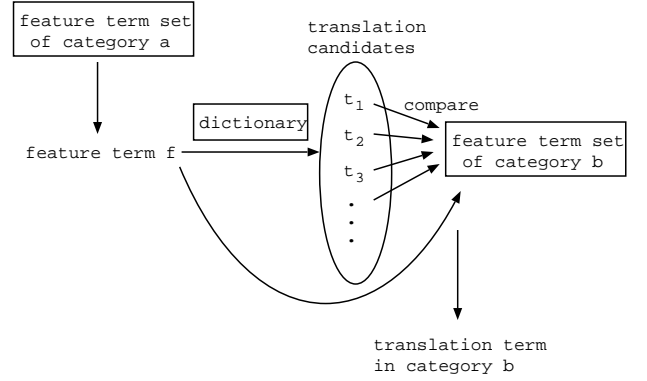 feature term set
of category a
translation
candidates
t1
compare
dictionary
t2
feature term set
of category b
feature term f
t3
translation term
in category b